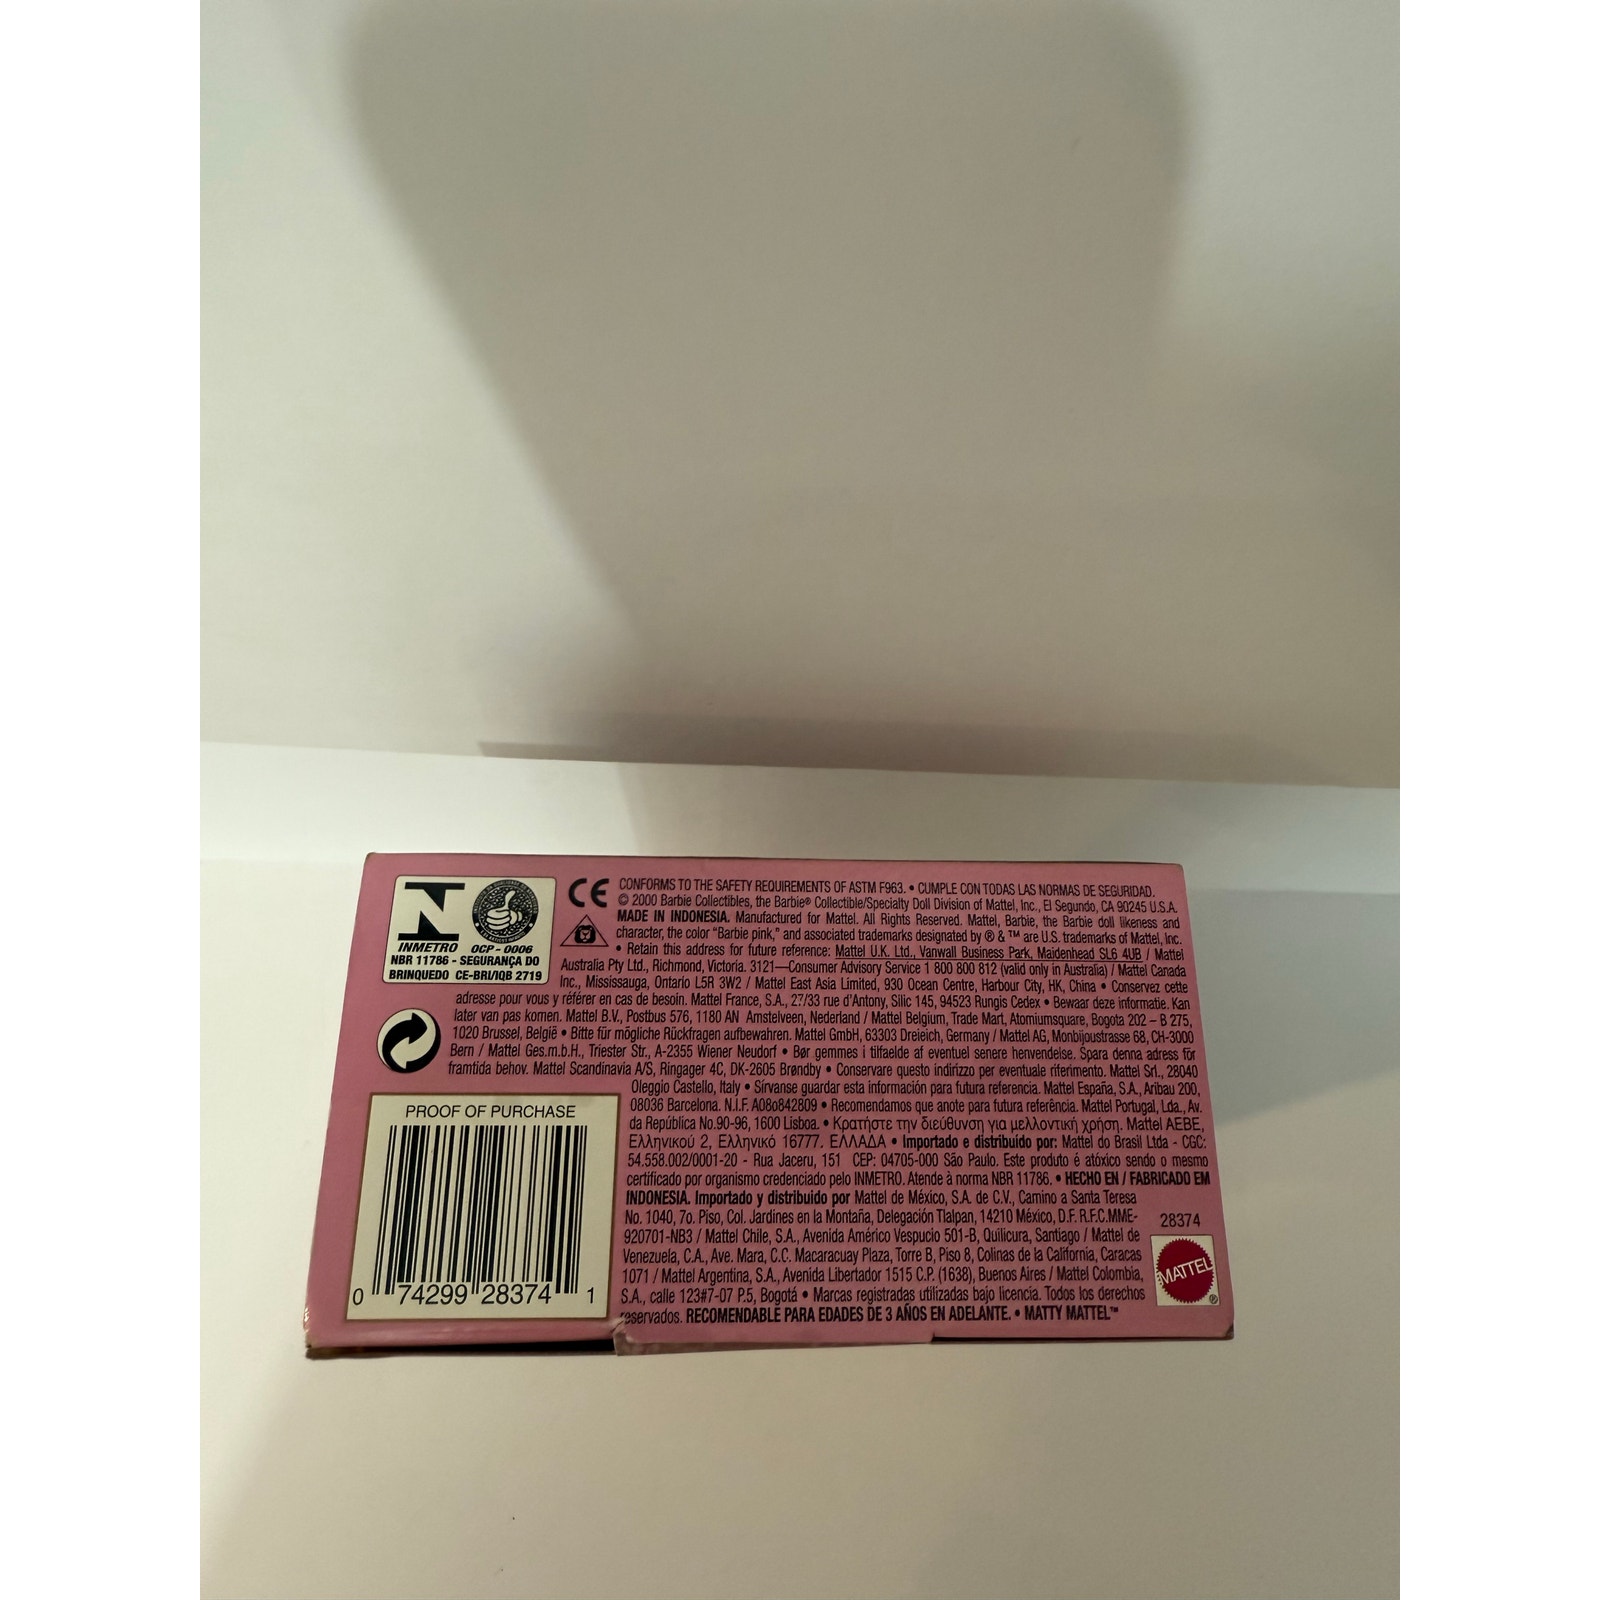 INMETRO OCP - 0006
NBR 11786 - SEGURANÇA DO
BRINQUEDO CE-BRI/IQB 2719
CE
CONFORMS TO THE SAFETY REQUIREMENTS OF ASTM F963. • CUMPLE CON TODAS LAS NORMAS DE SEGURIDAD.
© 2000 Barbie Collectibles, the Barbie® Collectible/Specialty Doll Division of Mattel, Inc., El Segundo, CA 90245 U.S.A.
MADE IN INDONESIA. Manufactured for Mattel. All Rights Reserved. Mattel, Barbie, the Barbie doll likeness and
character, the color "Barbie pink," and associated trademarks designated by ® & ™ are U.S. trademarks of Mattel, Inc.
• Retain this address for future reference: Mattel U.K. Ltd., Vanwall Business Park, Maidenhead SL6 4UB / Mattel
Australia Pty Ltd., Richmond, Victoria. 3121—Consumer Advisory Service 1 800 800 812 (valid only in Australia) / Mattel Canada
Inc., Mississauga, Ontario L5R 3W2 / Mattel East Asia Limited, 930 Ocean Centre, Harbour City, HK, China • Conservez cette
adresse pour vous y référer en cas de besoin. Mattel France, S.A., 27/33 rue d'Antony, Silic 145, 94523 Rungis Cedex • Bewaar deze informatie. Kan
later van pas komen. Mattel B.V., Postbus 576, 1180 AN Amstelveen, Nederland / Mattel Belgium, Trade Mart, Atomiumsquare, Bogota 202 – B 275,
1020 Brussel, België • Bitte für mögliche Rückfragen aufbewahren. Mattel GmbH, 63303 Dreieich, Germany / Mattel AG, Monbijoustrasse 68, CH-3000
Bern / Mattel Ges.m.b.H., Triester Str., A-2355 Wiener Neudorf • Bør gemmes i tilfaelde af eventuel senere henvendelse. Spara denna adress för
framtida behov. Mattel Scandinavia A/S, Ringager 4C, DK-2605 Brøndby • Conservare questo indirizzo per eventuale riferimento. Mattel Srl., 28040
Oleggio Castello, Italy • Sírvanse guardar esta información para futura referencia. Mattel España, S.A., Aribau 200,
08036 Barcelona. N.I.F. A08o842809 • Recomendamos que anote para futura referência. Mattel Portugal, Lda., Av.
da República No.90-96, 1600 Lisboa. • Κρατήστε την διεύθυνση για μελλοντική χρήση. Mattel AEBE,
Ελληνικού 2, Ελληνικό 16777. ΕΛΛΑΔΑ • Importado e distribuído por: Mattel do Brasil Ltda - CGC:
54.558.002/0001-20 - Rua Jaceru, 151 CEP: 04705-000 São Paulo. Este produto é atóxico sendo o mesmo
certificado por organismo credenciado pelo INMETRO. Atende à norma NBR 11786. • HECHO EN / FABRICADO EM
INDONESIA. Importado y distribuido por Mattel de México, S.A. de C.V., Camino a Santa Teresa
No. 1040, 7o. Piso, Col. Jardines en la Montaña, Delegación Tlalpan, 14210 México, D.F. R.F.C.MME-
920701-NB3 / Mattel Chile, S.A., Avenida Américo Vespucio 501-B, Quilicura, Santiago / Mattel de
Venezuela, C.A., Ave. Mara, C.C. Macaracuay Plaza, Torre B, Piso 8, Colinas de la California, Caracas
1071 / Mattel Argentina, S.A., Avenida Libertador 1515 C.P. (1638), Buenos Aires / Mattel Colombia,
S.A., calle 123#7-07 P.5, Bogotá • Marcas registradas utilizadas bajo licencia. Todos los derechos
reservados. RECOMENDABLE PARA EDADES DE 3 AÑOS EN ADELANTE. • MATTY MATTEL™
PROOF OF PURCHASE
0 74299 28374 1
28374
MATTEL
®